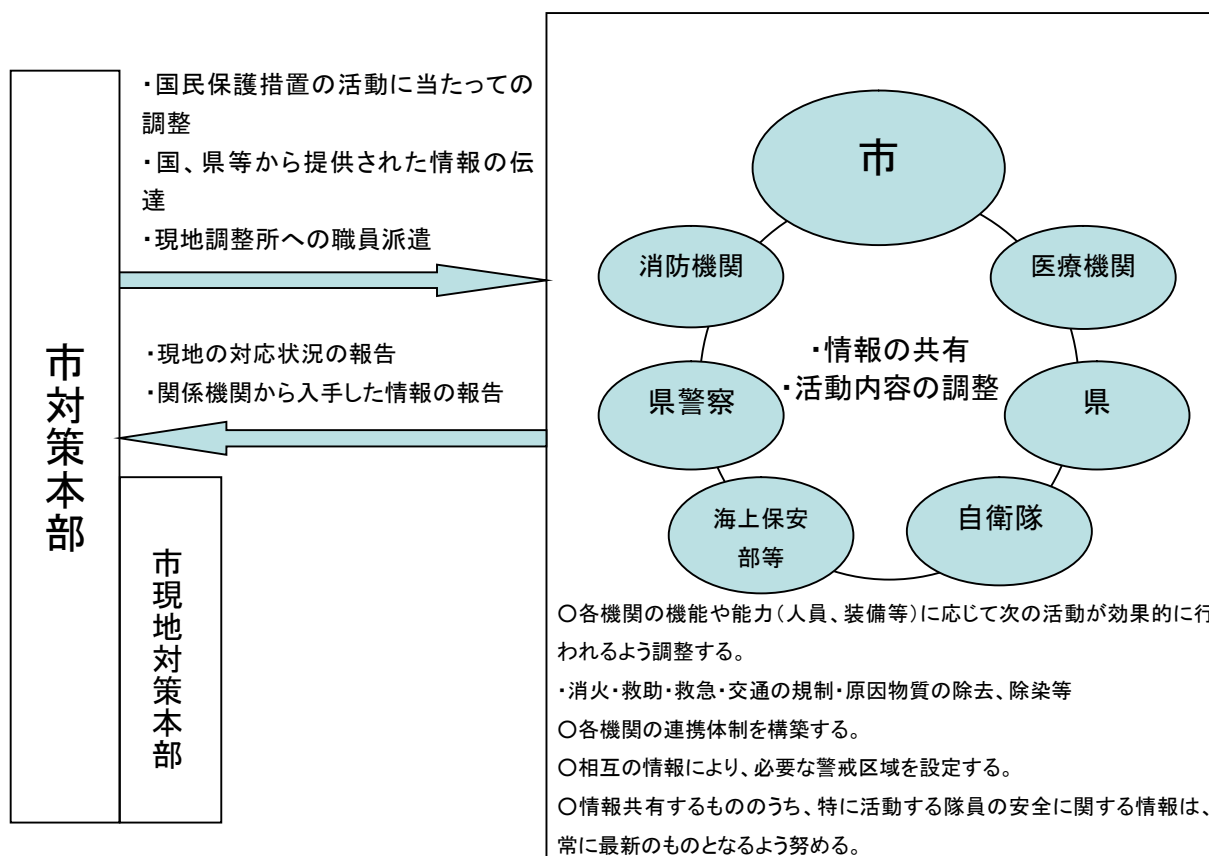 ・国民保護措置の活動に当たっての
調整
・国、県等から提供された情報の伝
達
・現地調整所への職員派遣
・現地の対応状況の報告
・関係機関から入手した情報の報告
市対策本部
市現地対策本部
市
消防機関
医療機関
・情報の共有
・活動内容の調整
県警察
県
海上保安
部等
自衛隊
○各機関の機能や能力（人員、装備等）に応じて次の活動が効果的に行
われるよう調整する。
・消火・救助・救急・交通の規制・原因物質の除去、除染等
○各機関の連携体制を構築する。
○相互の情報により、必要な警戒区域を設定する。
○情報共有するもののうち、特に活動する隊員の安全に関する情報は、
常に最新のものとなるよう努める。